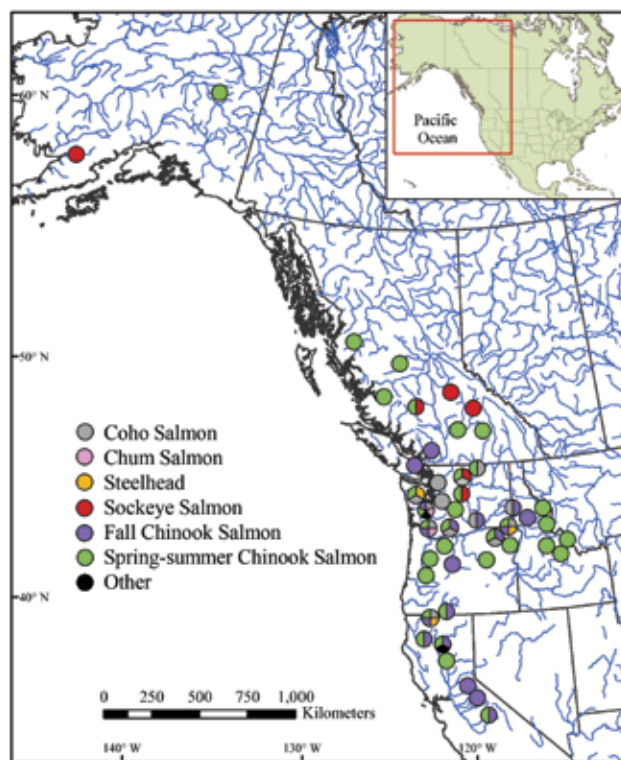 60° N
Pacific
Ocean
50° N
Coho Salmon
Chum Salmon
Steelhead
Sockeye Salmon
Fall Chinook Salmon
Spring-summer Chinook Salmon
Other
40° N
0 250 500 750 1,000
Kilometers
140° W 130° W 120° W